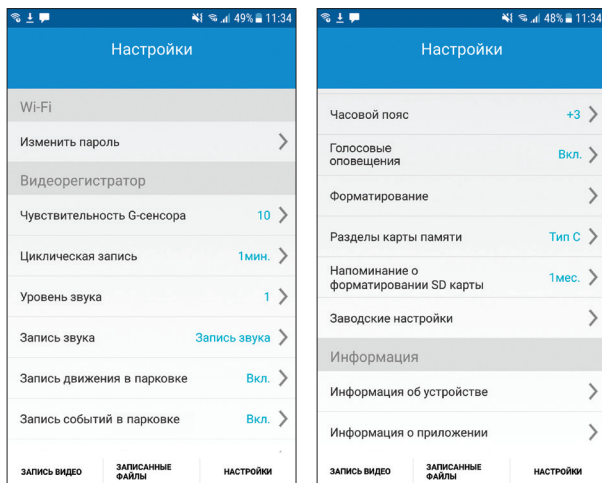 49% 11:34
Настройки
Wi-Fi
Изменить пароль
Видеорегистратор
Чувствительность G-сенсора 10
Циклическая запись 1мин.
Уровень звука 1
Запись звука Запись звука
Запись движения в парковке Вкл.
Запись событий в парковке Вкл.
ЗАПИСЬ ВИДЕО ЗАПИСАННЫЕ ФАЙЛЫ НАСТРОЙКИ
48% 11:34
Настройки
Часовой пояс +3
Голосовые
оповещения Вкл.
Форматирование
Разделы карты памяти Тип C
Напоминание о
форматировании SD карты 1мес.
Заводские настройки
Информация
Информация об устройстве
Информация о приложении
ЗАПИСЬ ВИДЕО ЗАПИСАННЫЕ ФАЙЛЫ НАСТРОЙКИ